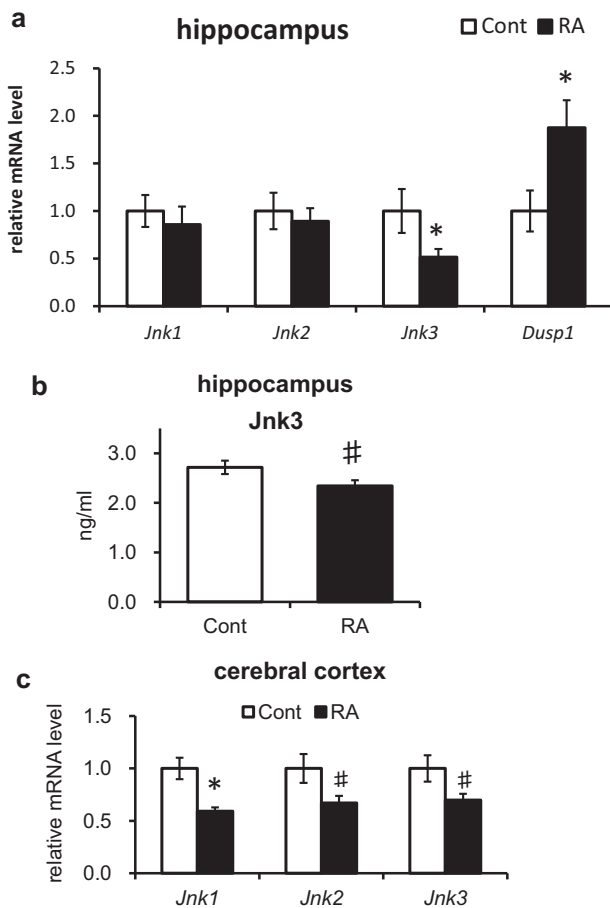 a
hippocampus
Cont RA
relative mRNA level
2.5
2.0
1.5
1.0
0.5
0.0
*
*
Jnk1 Jnk2 Jnk3 Dusp1
b
hippocampus
Jnk3
ng/ml
3.0
2.0
1.0
0.0
#
Cont RA
c
cerebral cortex
Cont RA
relative mRNA level
1.5
1.0
0.5
0.0
* # #
Jnk1 Jnk2 Jnk3